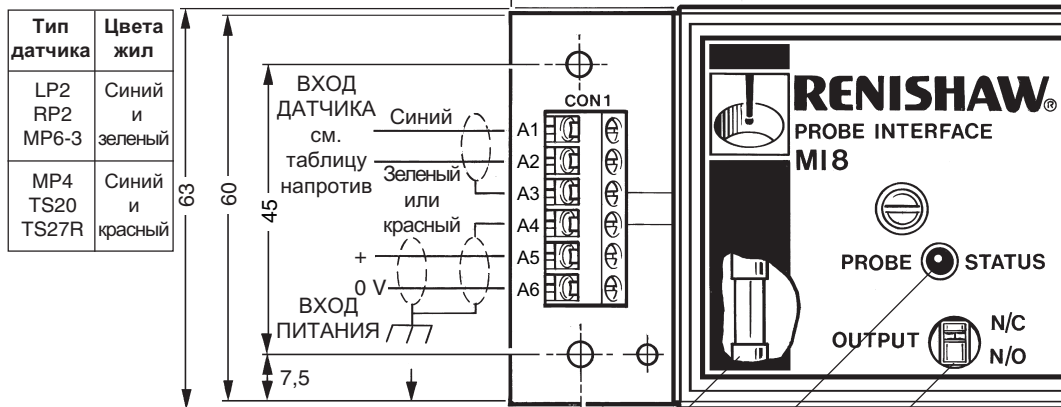 Тип датчика
Цвета жил
LP2
RP2
MP6-3
Синий
и
зеленый
MP4
TS20
TS27R
Синий
и
красный
63
60
45
7,5
ВХОД
ДАТЧИКА
см.
таблицу
напротив
Синий
Зеленый
или
красный
+
0 V
ВХОД
ПИТАНИЯ
CON1
A1
A2
A3
A4
A5
A6
RENISHAW®
PROBE INTERFACE
MI8
PROBE STATUS
OUTPUT
N/C
N/O